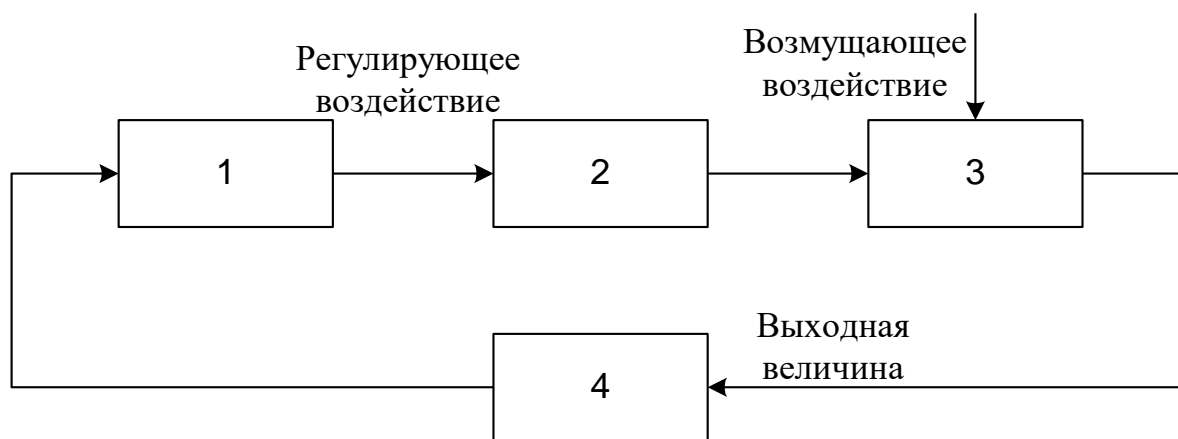 Регулирующее
воздействие
Возмущающее
воздействие
1
2
3
Выходная
величина
4